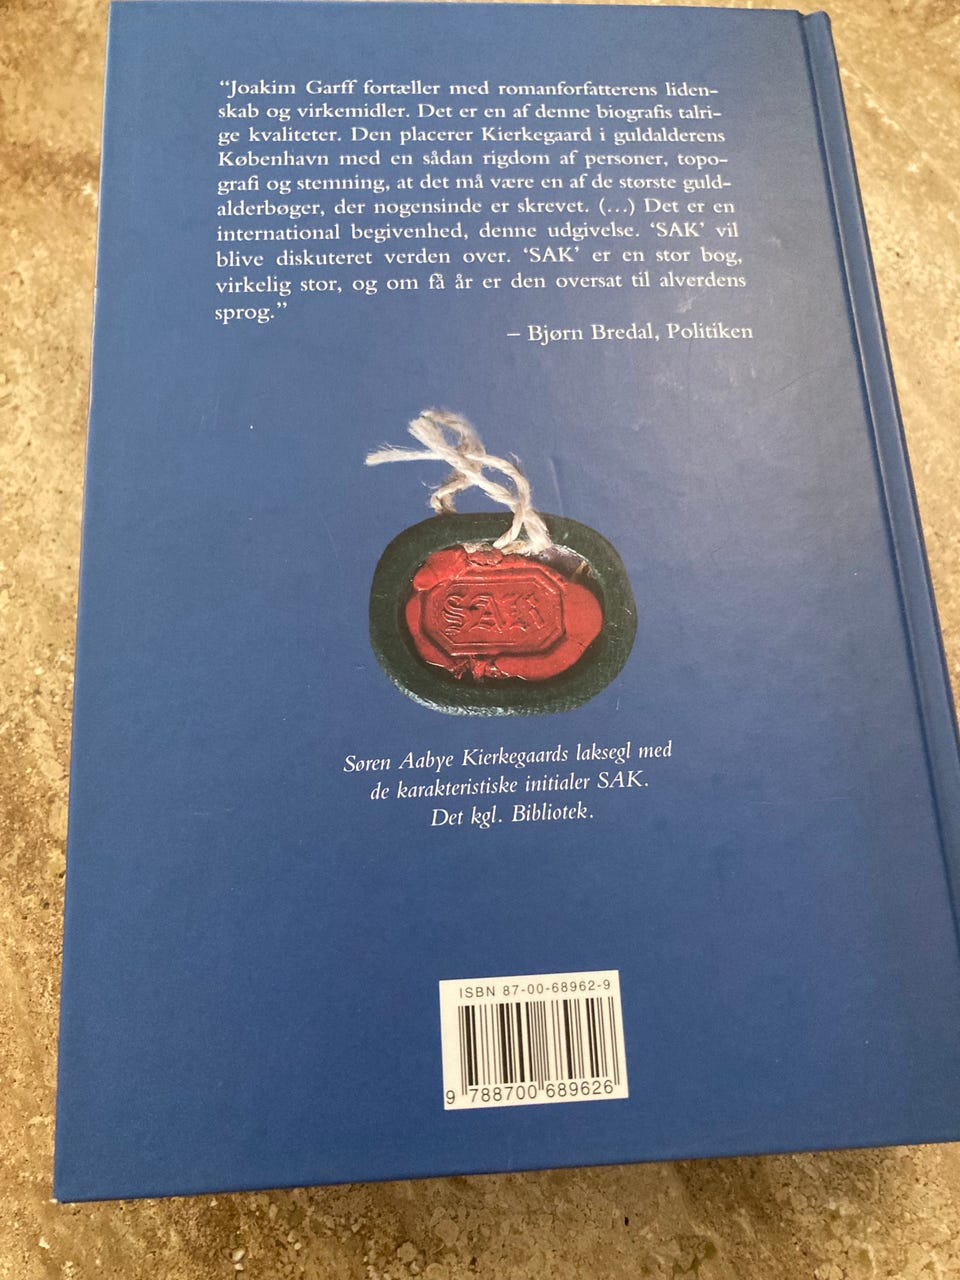 “Joakim Garff fortæller med romanforfatterens liden-
skab og virkemidler. Det er en af denne biografis talri-
ge kvaliteter. Den placerer Kierkegaard i guldalderens
København med en sådan rigdom af personer, topo-
grafi og stemning, at det må være en af de største guld-
alderbøger, der nogensinde er skrevet. (...) Det er en
international begivenhed, denne udgivelse. ‘SAK’ vil
blive diskuteret verden over. ‘SAK’ er en stor bog,
virkelig stor, og om få år er den oversat til alverdens
sprog.”
– Bjørn Bredal, Politiken
SAK
Søren Aabye Kierkegaards laksegl med
de karakteristiske initialer SAK.
Det kgl. Bibliotek.
ISBN 87-00-68962-9
9 788700 689626